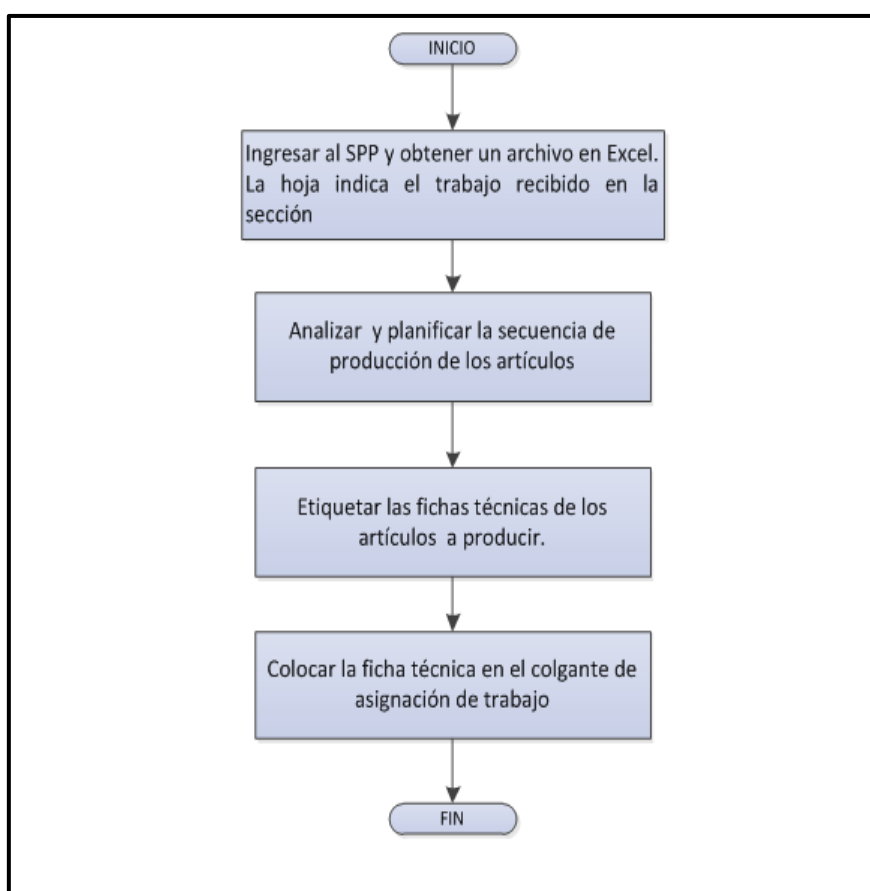 INICIO
Ingresar al SPP y obtener un archivo en Excel.
La hoja indica el trabajo recibido en la
sección
Analizar y planificar la secuencia de
producción de los artículos
Etiquetar las fichas técnicas de los
artículos a producir.
Colocar la ficha técnica en el colgante de
asignación de trabajo
FIN